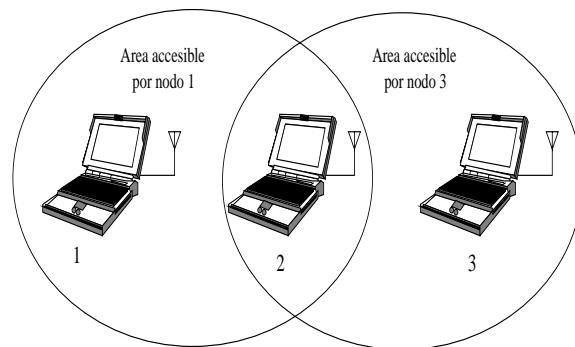 Area accesible
por nodo 1
Area accesible
por nodo 3
1
2
3